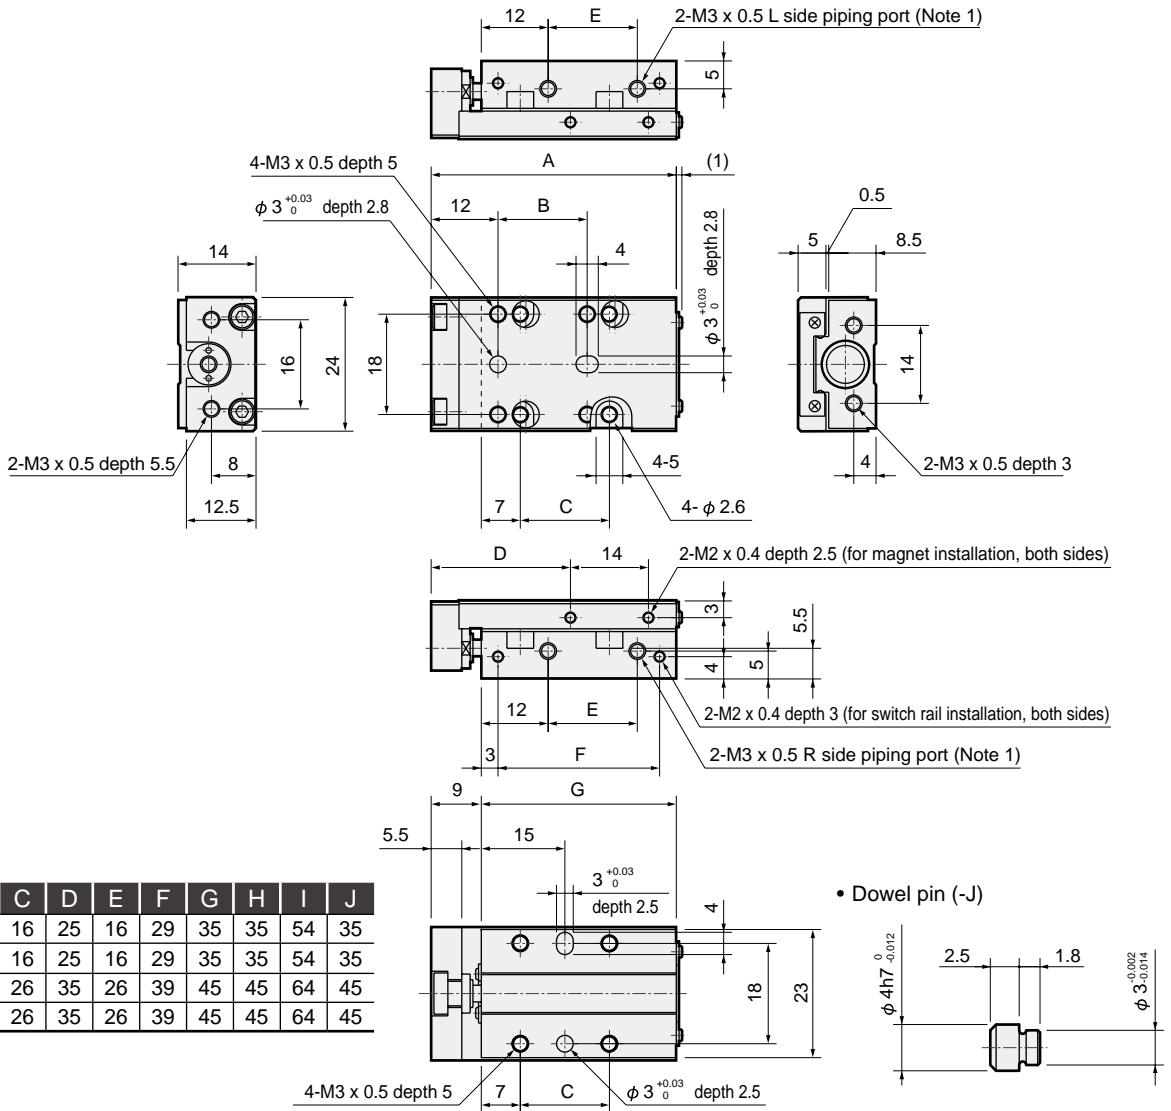 12 E 2-M3 x 0.5 L side piping port (Note 1)
5
4-M3 x 0.5 depth 5 A (1)
φ 3 +0.03 0 depth 2.8 12 B 4 φ 3 +0.03 0 depth 2.8
0.5
14 5 8.5
16 24 18 14
2-M3 x 0.5 depth 5.5 8 4-5 4 2-M3 x 0.5 depth 3
12.5 7 C 4- φ 2.6
D 14 2-M2 x 0.4 depth 2.5 (for magnet installation, both sides)
3 5.5
4 5
12 E 2-M2 x 0.4 depth 3 (for switch rail installation, both sides)
3 F 2-M3 x 0.5 R side piping port (Note 1)
9 G
5.5 15
3 +0.03 0
depth 2.5 4
18 23
4-M3 x 0.5 depth 5 7 C φ 3 +0.03 0 depth 2.5
C D E F G H I J
16 25 16 29 35 35 54 35
16 25 16 29 35 35 54 35
26 35 26 39 45 45 64 45
26 35 26 39 45 45 64 45
• Dowel pin (-J)
φ 4h7 0 -0.012 2.5 1.8 φ 3 -0.002 -0.014